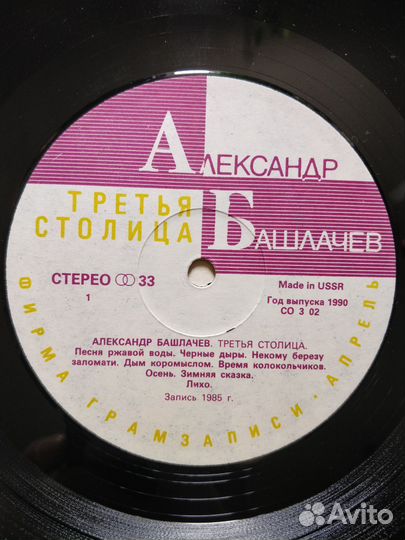 АЛЕКСАНДР
БАШЛАЧЕВ
ТРЕТЬЯ
СТОЛИЦА
СТЕРЕО 33
1
Made in USSR
Год выпуска 1990
СО 3 02
АЛЕКСАНДР БАШЛАЧЕВ. ТРЕТЬЯ СТОЛИЦА.
Песня ржавой воды. Черные дыры. Некому березу
заломати. Дым коромыслом. Время колокольчиков.
Осень. Зимняя сказка.
Лихо.
Запись 1985 г.
ФИРМА ГРАМЗАПИСИ · АПРЕЛЬ
Avito